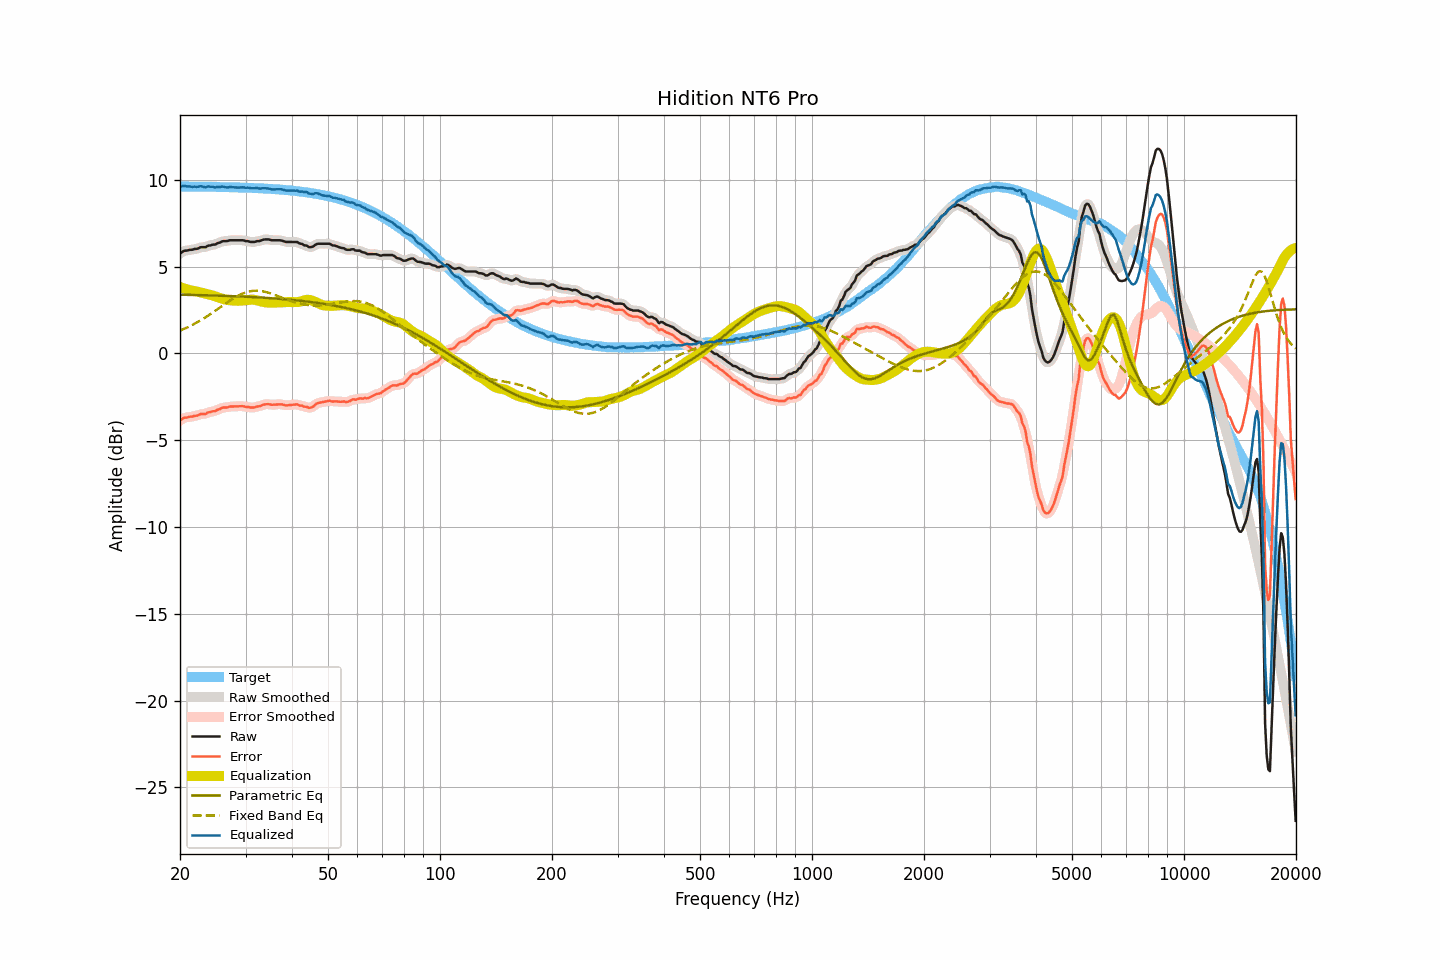 Hidition NT6 Pro
Amplitude (dBr)
10
5
0
−5
−10
−15
−20
−25
Target
Raw Smoothed
Error Smoothed
Raw
Error
Equalization
Parametric Eq
Fixed Band Eq
Equalized
20 50 100 200 500 1000 2000 5000 10000 20000
Frequency (Hz)